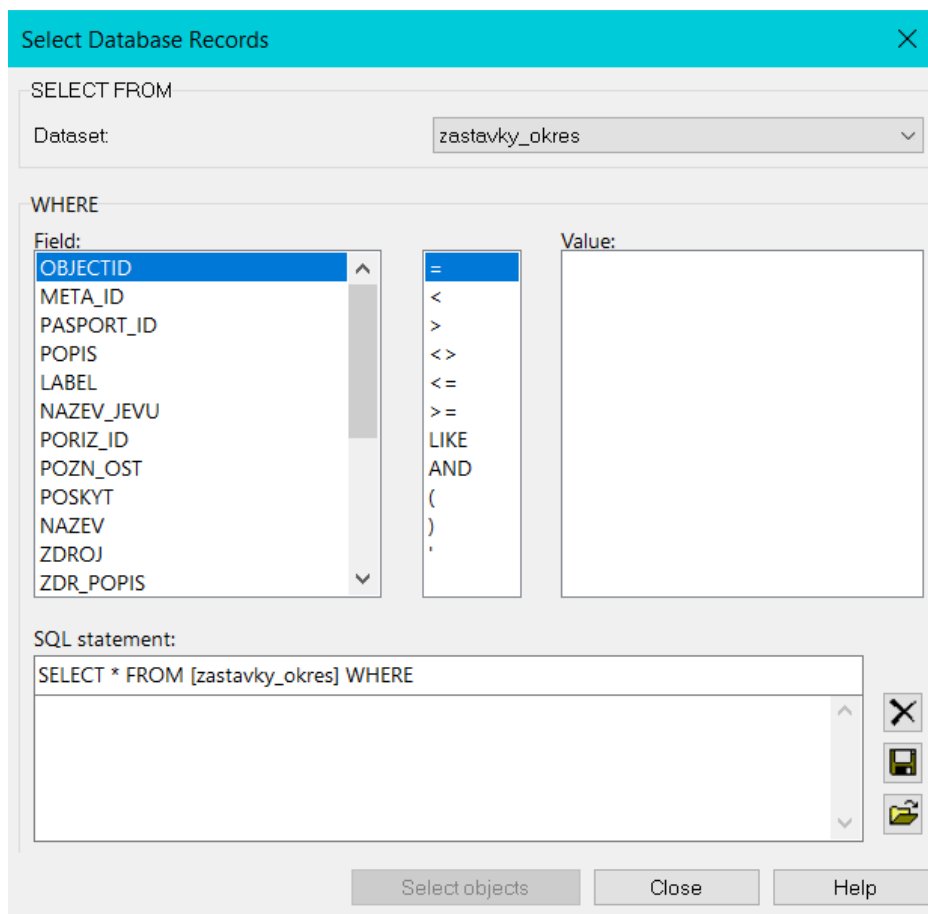 Select Database Records
SELECT FROM
Dataset:
zastavky_okres
WHERE
Field:
Value:
OBJECTID
META_ID
PASPORT_ID
POPIS
LABEL
NAZEV_JEVU
PORIZ_ID
POZN_OST
POSKYT
NAZEV
ZDROJ
ZDR_POPIS
=
<
>
<>
<=
>=
LIKE
AND
(
)
'
SQL statement:
SELECT * FROM [zastavky_okres] WHERE
Select objects
Close
Help